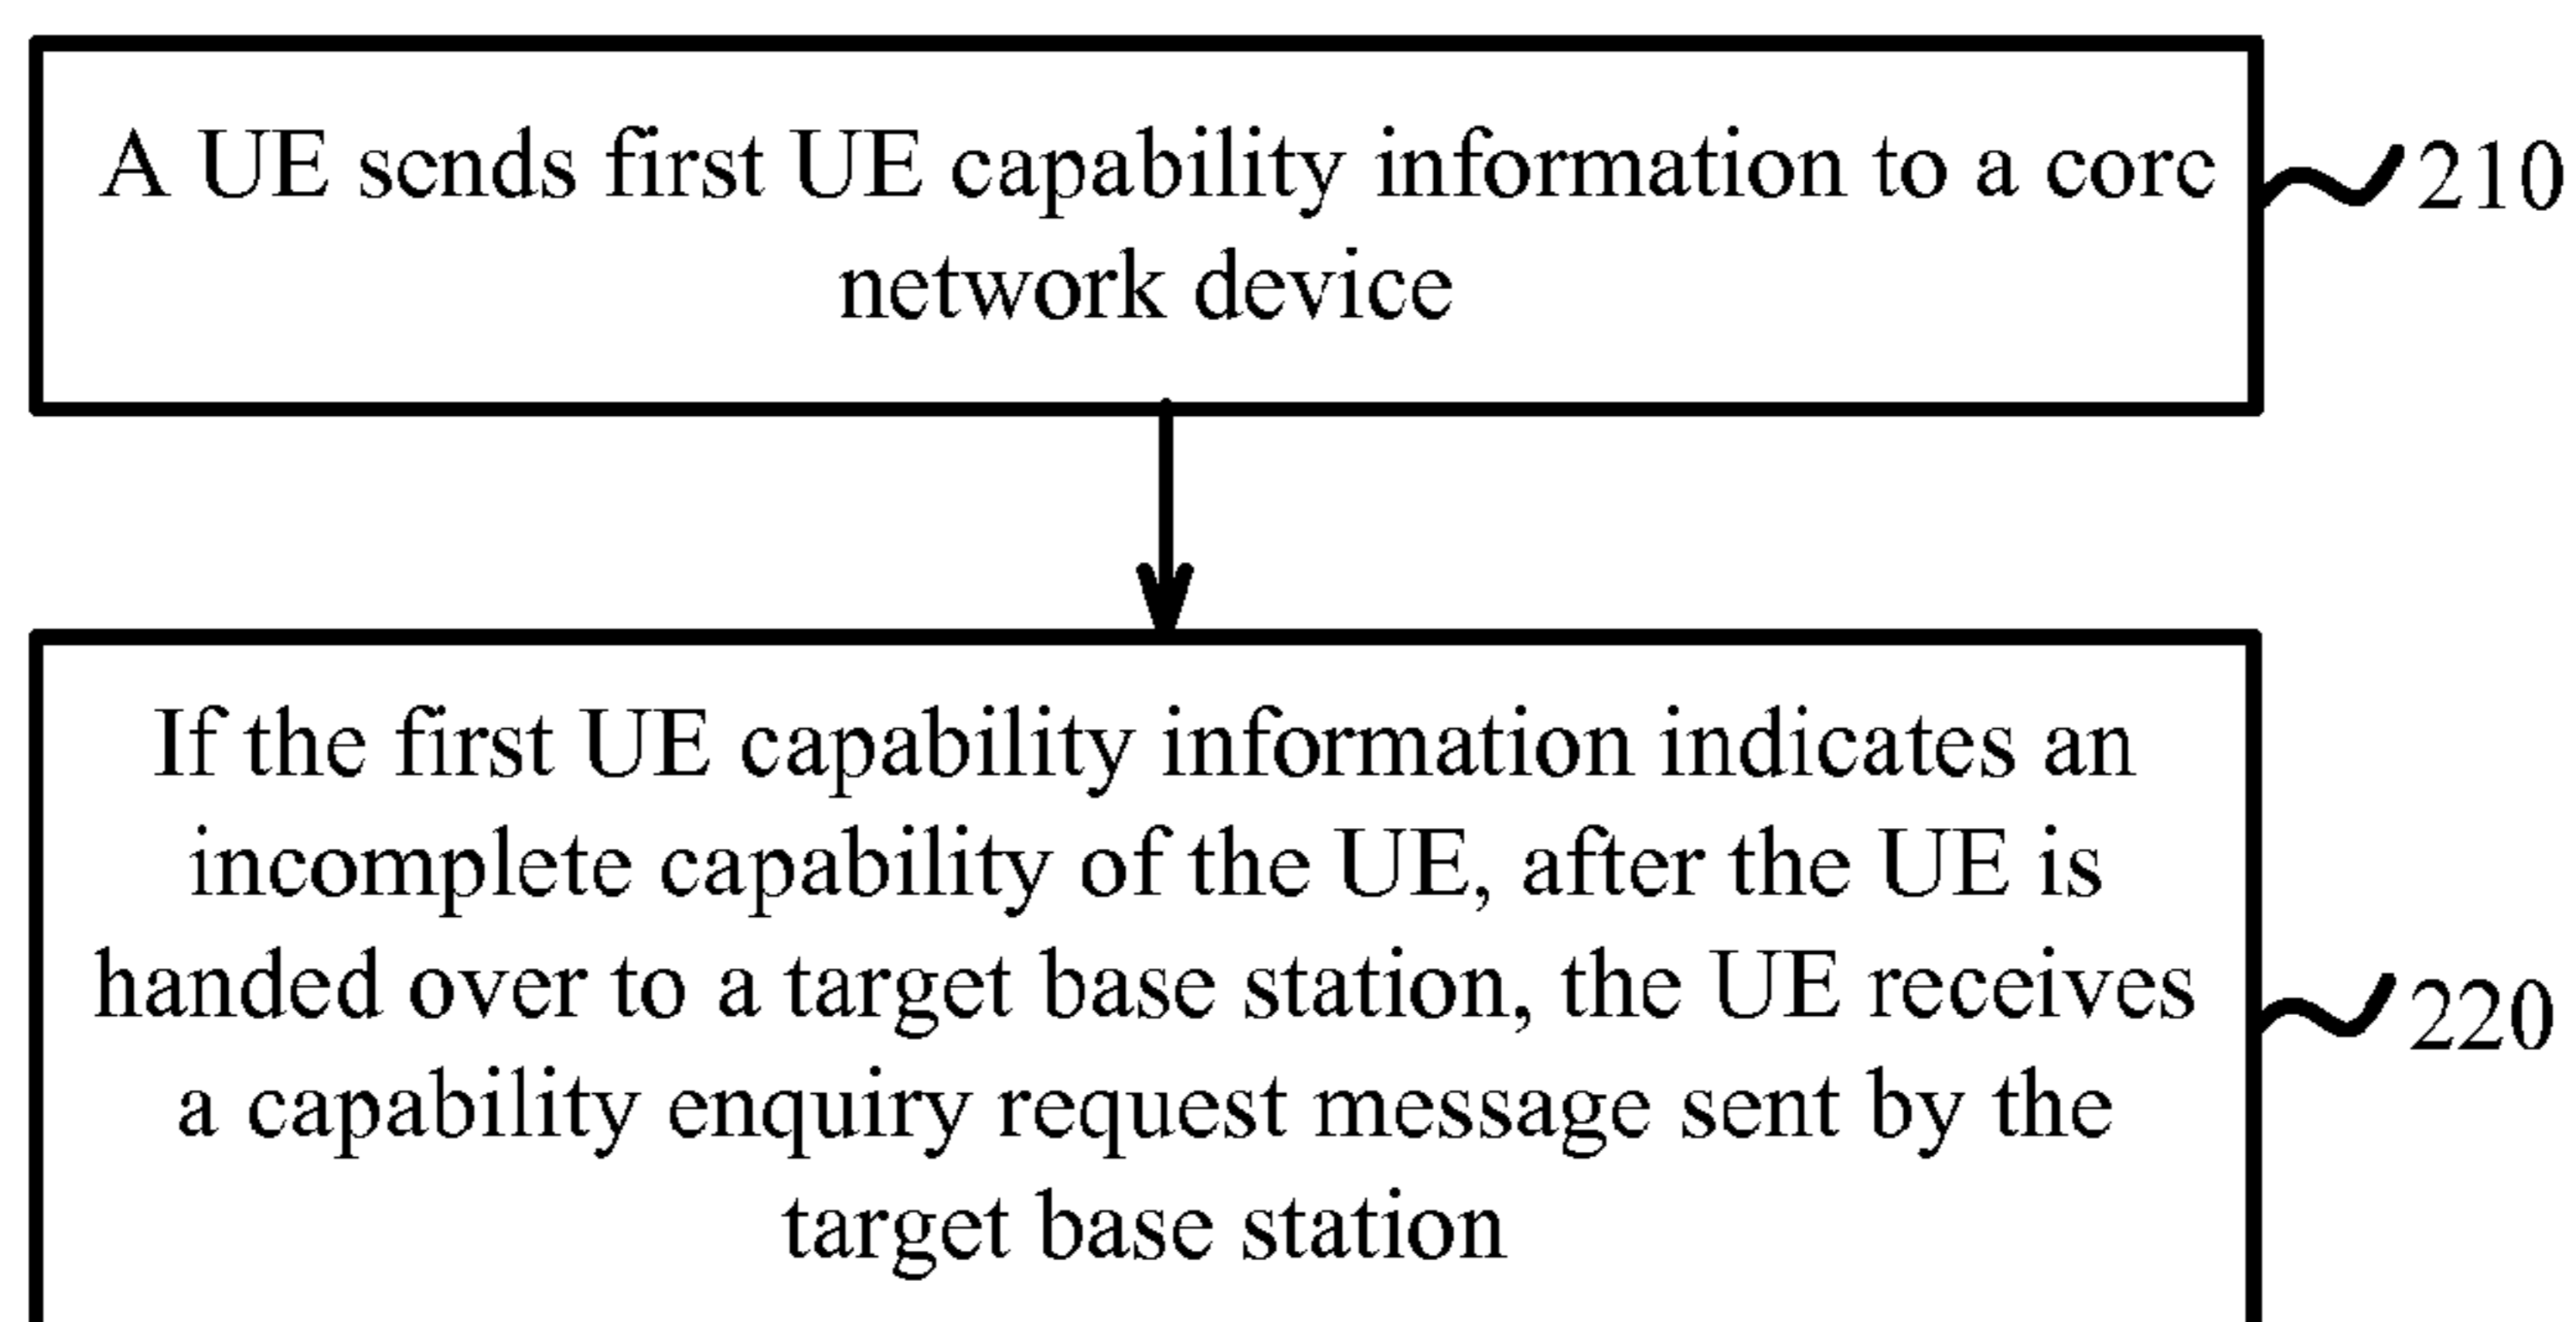 A UE sends first UE capability information to a core
network device
210
If the first UE capability information indicates an
incomplete capability of the UE, after the UE is
handed over to a target base station, the UE receives
a capability enquiry request message sent by the
target base station
220